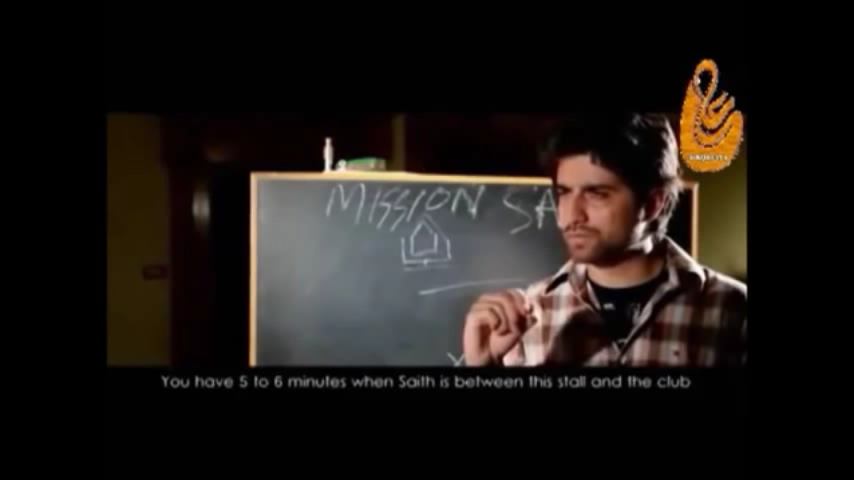 MISSION SA
You have 5 to 6 minutes when Saith is between this stall and the club